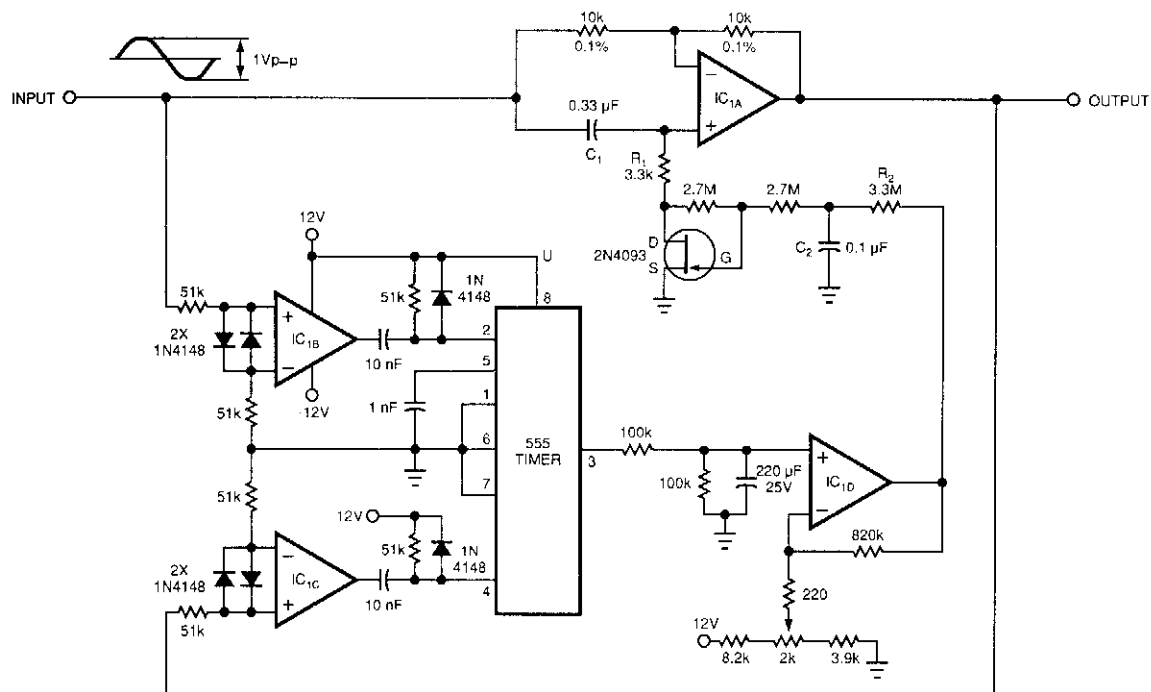 1Vp–p
INPUT
10k
0.1%
10k
0.1%
0.33 µF
C1
IC1A
–
+
OUTPUT
R1
3.3k
2.7M
2.7M
R2
3.3M
D
S
G
2N4093
C2
0.1 µF
12V
51k
2X
1N4148
+
–
IC1B
-12V
10 nF
51k
1N
4148
U
8
2
5
1
6
7
4
3
555
TIMER
1 nF
51k
51k
12V
51k
1N
4148
2X
1N4148
–
+
IC1C
10 nF
51k
100k
100k
220 µF
25V
+
–
IC1D
820k
220
12V
8.2k
2k
3.9k